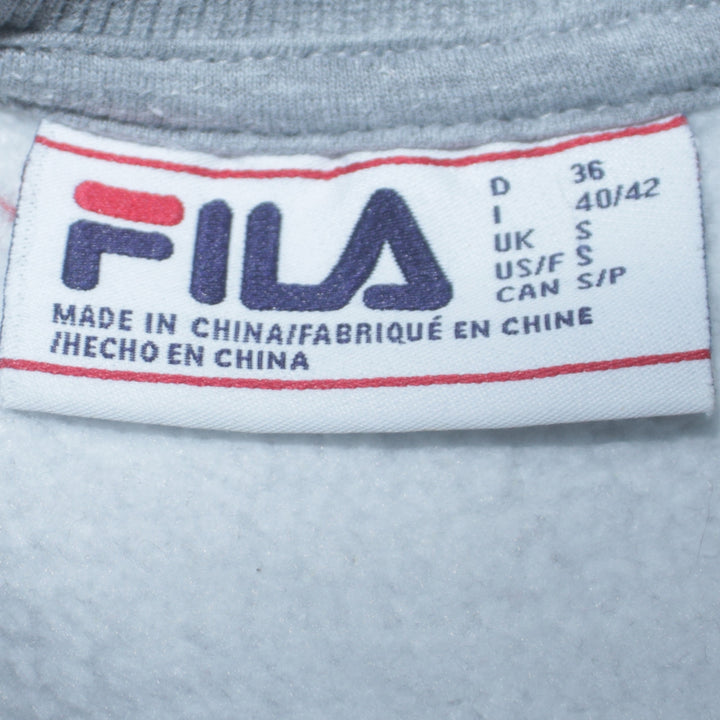 FILA
D 36
I 40/42
UK S
US/F S
CAN S/P
MADE IN CHINA/FABRIQUÉ EN CHINE
/HECHO EN CHINA